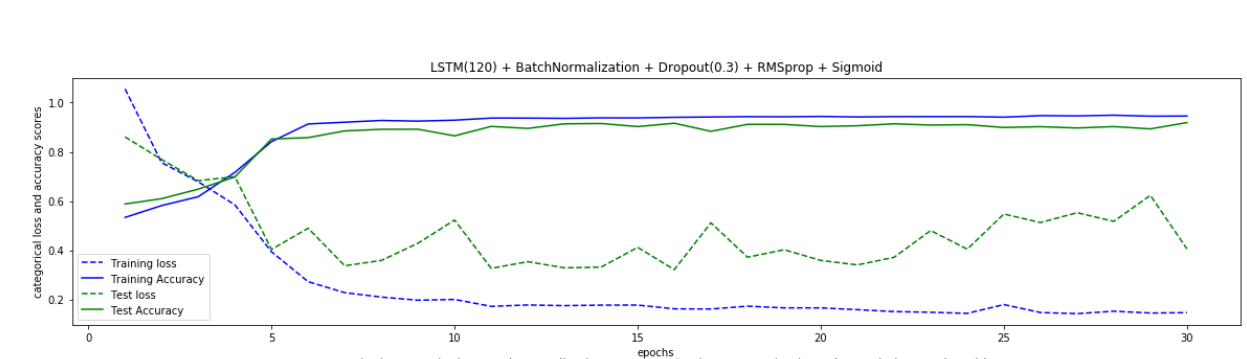 LSTM(120) + BatchNormalization + Dropout(0.3) + RMSprop + Sigmoid
categorical loss and accuracy scores
1.0
0.8
0.6
0.4
0.2
Training loss
Training Accuracy
Test loss
Test Accuracy
0 5 10 15 20 25 30
epochs